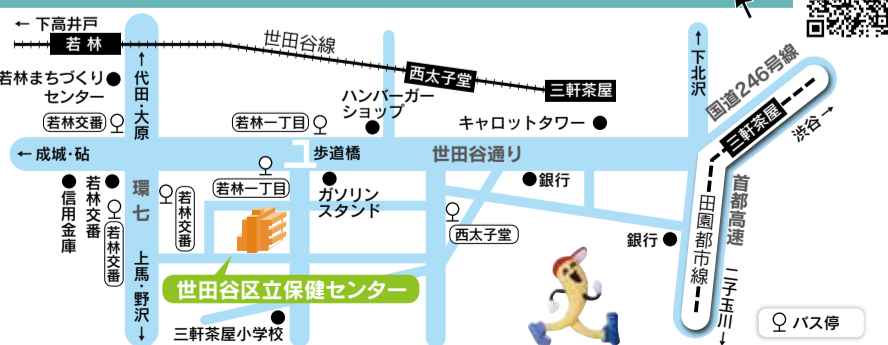 ← 下高井戸
若林
世田谷線
西太子堂
三軒茶屋
若林まちづくり
センター
↑代田・大原
若林交番
若林一丁目
ハンバーガー
ショップ
キャロットタワー
↑下北沢
国道246号線
三軒茶屋
渋谷→
← 成城・砧
歩道橋
世田谷通り
若林一丁目
信用金庫
若林交番
若林交番
環七
若林交番
ガソリン
スタンド
銀行
西太子堂
銀行
田園都市線
首都高速
二子玉川→
上馬・野沢→
世田谷区立保健センター
三軒茶屋小学校
バス停